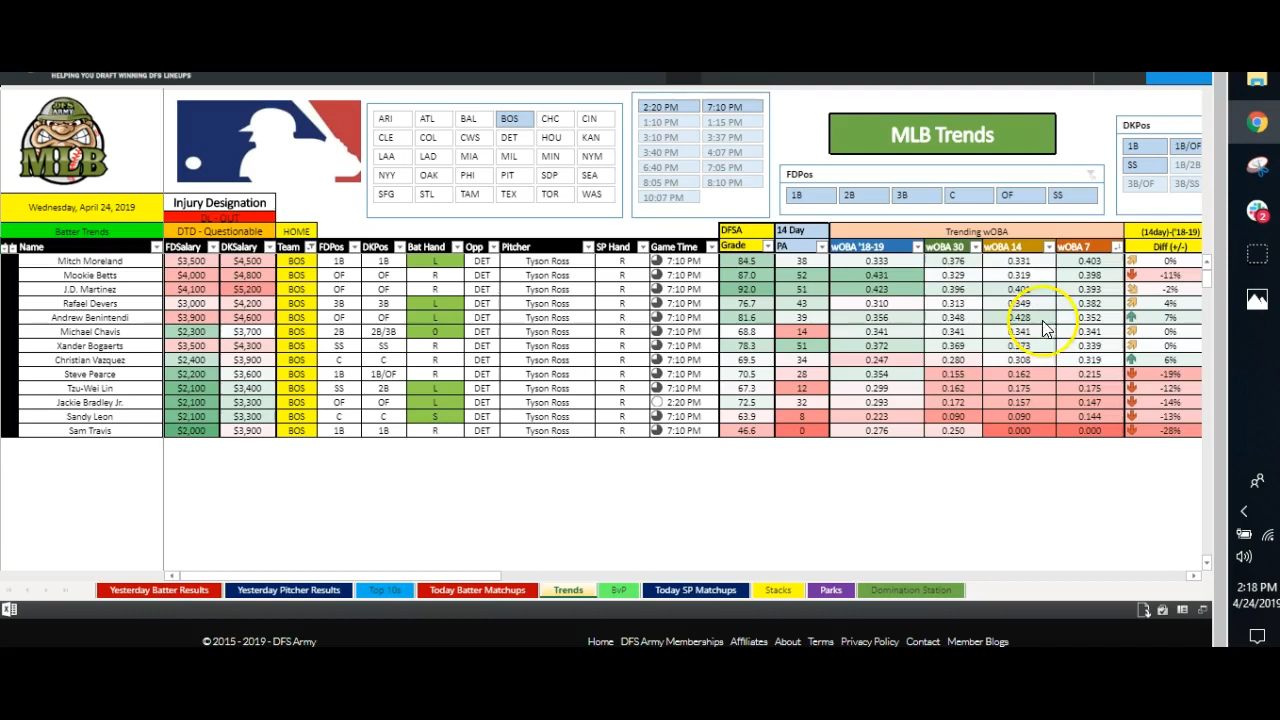 HELPING YOU DRAFT WINNING DFS LINEUPS
DFS ARMY
MLB
ARI ATL BAL BOS CHC CIN
CLE COL CWS DET HOU KAN
LAA LAD MIA MIL MIN NYM
NYY OAK PHI PIT SDP SEA
SFG STL TAM TEX TOR WAS
2:20 PM 7:10 PM
1:10 PM 1:15 PM
3:10 PM 3:37 PM
3:40 PM 4:07 PM
6:40 PM 7:05 PM
8:05 PM 8:10 PM
10:07 PM
MLB Trends
FDPos
1B 2B 3B C OF SS
DKPos
1B 1B/OF
SS 1B/2B
3B/OF 3B/SS
Wednesday, April 24, 2019
Injury Designation
DL - OUT
Batter Trends DTD - Questionable HOME DFSA 14 Day Trending wOBA (14day)-('18-19)
Name FDSalary DKSalary Team FDPos DKPos Bat Hand Opp Pitcher SP Hand Game Time Grade PA wOBA '18-19 wOBA 30 wOBA 14 wOBA 7 Diff (+/-)
Mitch Moreland $3,500 $4,500 BOS 1B 1B L DET Tyson Ross R 7:10 PM 84.5 38 0.333 0.376 0.331 0.403 0%
Mookie Betts $4,000 $4,800 BOS OF OF R DET Tyson Ross R 7:10 PM 87.0 52 0.431 0.329 0.319 0.398 -11%
J.D. Martinez $4,100 $5,200 BOS OF OF R DET Tyson Ross R 7:10 PM 92.0 51 0.423 0.396 0.393 -2%
Rafael Devers $3,000 $4,200 BOS 3B 3B L DET Tyson Ross R 7:10 PM 76.7 43 0.310 0.313 0.349 0.382 4%
Andrew Benintendi $3,900 $4,600 BOS OF OF L DET Tyson Ross R 7:10 PM 81.6 39 0.356 0.348 0.428 0.352 7%
Michael Chavis $2,300 $3,700 BOS 2B 2B/3B 0 DET Tyson Ross R 7:10 PM 68.8 14 0.341 0.341 0.341 0.341 0%
Xander Bogaerts $3,500 $4,300 BOS SS SS R DET Tyson Ross R 7:10 PM 78.3 51 0.372 0.369 0.373 0.339 0%
Christian Vazquez $2,400 $3,900 BOS C C R DET Tyson Ross R 7:10 PM 69.5 34 0.247 0.280 0.308 0.319 6%
Steve Pearce $2,200 $3,600 BOS 1B 1B/OF R DET Tyson Ross R 7:10 PM 70.5 28 0.354 0.155 0.162 0.215 -19%
Tzu-Wei Lin $2,100 $3,400 BOS SS 2B L DET Tyson Ross R 7:10 PM 67.3 12 0.299 0.162 0.175 0.175 -12%
Jackie Bradley Jr. $2,100 $3,300 BOS OF OF L DET Tyson Ross R 2:20 PM 72.5 32 0.293 0.172 0.157 0.147 -14%
Sandy Leon $2,100 $3,300 BOS C C S DET Tyson Ross R 7:10 PM 63.9 8 0.223 0.090 0.090 0.144 -13%
Sam Travis $2,000 $3,900 BOS 1B 1B R DET Tyson Ross R 7:10 PM 46.6 0 0.276 0.250 0.000 0.000 -28%
Yesterday Batter Results Yesterday Pitcher Results Top 10s Today Batter Matchups Trends BvP Today SP Matchups Stacks Parks Domination Station
© 2015 - 2019 - DFS Army Home DFS Army Memberships Affiliates About Terms Privacy Policy Contact Member Blogs
2
2:18 PM
4/24/2019